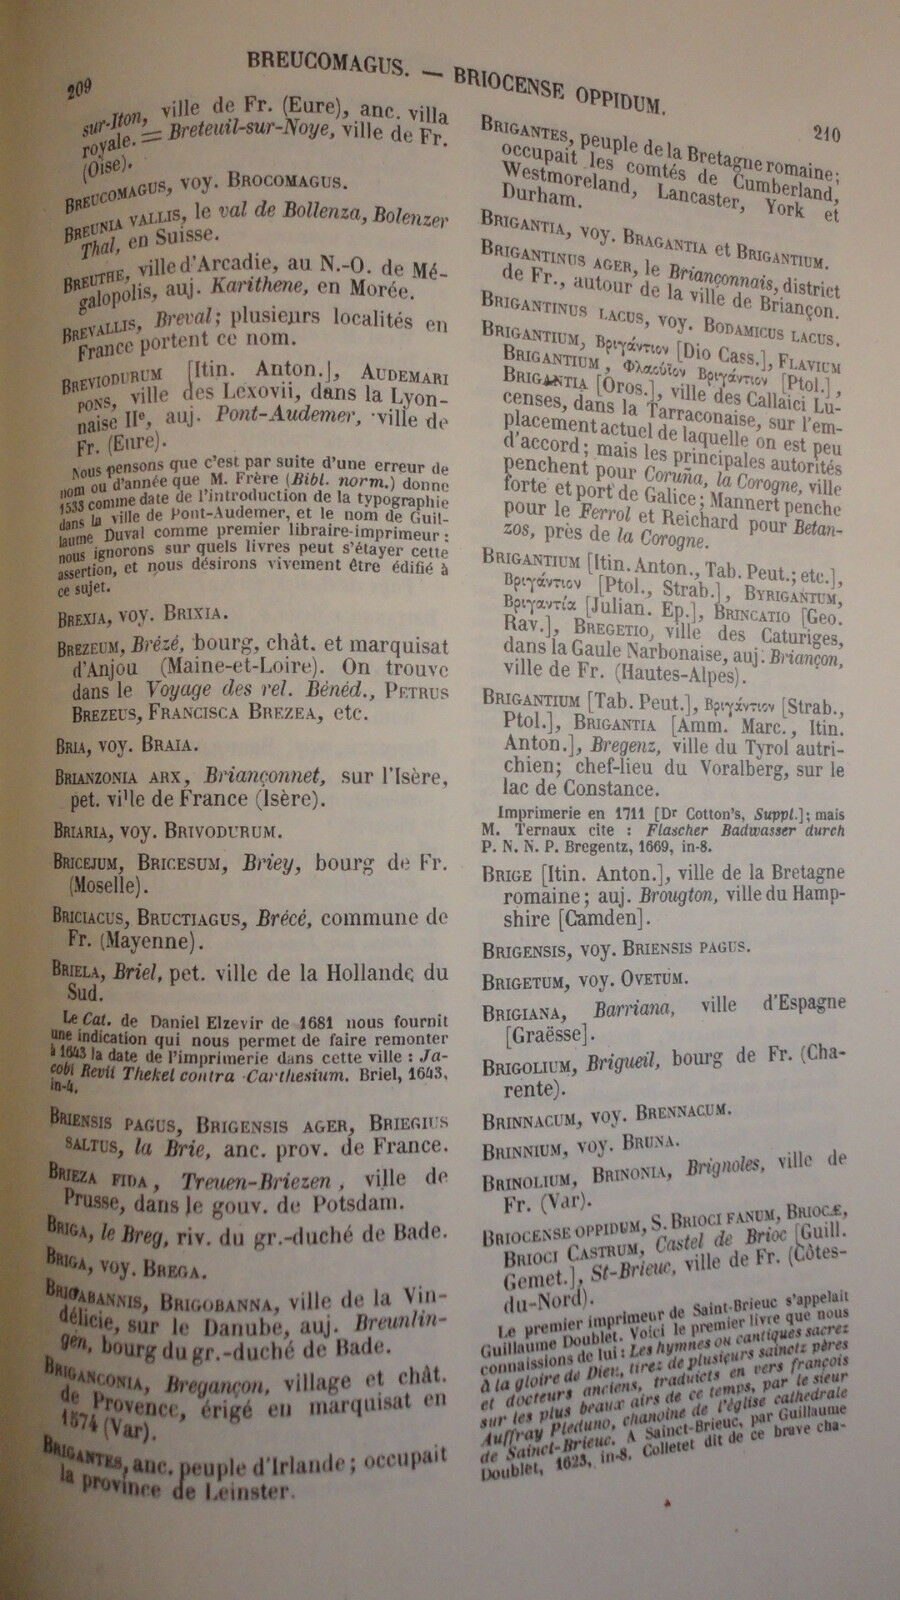 BREUCOMAGUS. — BRIOCENSE OPPIDUM.
209
sur-Iton, ville de Fr. (Eure), anc. villa
royale. = Breteuil-sur-Noye, ville de Fr.
(Oise).
BREUCOMAGUS, voy. BROCOMAGUS.
BREUNIA VALLIS, le val de Bollenza, Bolenzer
Thal, en Suisse.
BREUTHE, ville d'Arcadie, au N.-O. de Mé-
galopolis, auj. Karithene, en Morée.
BREVALLIS, Breval; plusieurs localités en
France portent ce nom.
BREVIODURUM [Itin. Anton.], AUDEMARI
PONS, ville des Lexovii, dans la Lyon-
naise IIe, auj. Pont-Audemer, ville de
Fr. (Eure).
Nous pensons que c'est par suite d'une erreur de
nom ou d'année que M. Frère (Bibl. norm.) donne
1533 comme date de l'introduction de la typographie
dans la ville de Pont-Audemer, et le nom de Guil-
laume Duval comme premier libraire-imprimeur:
nous ignorons sur quels livres peut s'étayer cette
assertion, et nous désirons vivement être édifié à
ce sujet.
BREXIA, voy. BRIXIA.
BREZEUM, Brézé, bourg, chât. et marquisat
d'Anjou (Maine-et-Loire). On trouve
dans le Voyage des rel. Bénéd., PETRUS
BREZEUS, FRANCISCA BREZEA, etc.
BRIA, voy. BRAIA.
BRIANZONIA ARX, Briançonnet, sur l'Isère,
pet. ville de France (Isère).
BRIARIA, voy. BRIVODURUM.
BRICEJUM, BRICESUM, Briey, bourg de Fr.
(Moselle).
BRICIACUS, BRUCTIAGUS, Brécé, commune de
Fr. (Mayenne).
BRIELA, Briel, pet. ville de la Hollande du
Sud.
Le Cat. de Daniel Elzevir de 1681 nous fournit
une indication qui nous permet de faire remonter
à 1643 la date de l'imprimerie dans cette ville : Ja-
cobi Revii Thekel contra Carthesium. Briel, 1643,
in-4.
BRIENSIS PAGUS, BRIGENSIS AGER, BRIEGIUS
SALTUS, la Brie, anc. prov. de France.
BRIEZA FIDA, Treuen-Briezen, ville de
Prusse, dans le gouv. de Potsdam.
BRIGA, le Breg, riv. du gr.-duché de Bade.
BRIGA, voy. BREGA.
BRIGABANNIS, BRIGOBANNA, ville de la Vin-
délicie, sur le Danube, auj. Breunlin-
gen, bourg du gr.-duché de Bade.
BRIGANCONIA, Bregançon, village et chât.
de Provence, érigé en marquisat en
1574 (Var).
BRIGANTES, anc. peuple d'Irlande; occupait
la province de Leinster.
210
BRIGANTES, peuple de la Bretagne romaine;
occupait les comtés de Cumberland,
Westmoreland, Lancaster, York et
Durham.
BRIGANTIA, voy. BRAGANTIA et BRIGANTIUM.
BRIGANTINUS AGER, le Briançonnais, district
de Fr., autour de la ville de Briançon.
BRIGANTINUS LACUS, voy. BODAMICUS LACUS.
BRIGANTIUM, Βριγάντιον [Dio Cass.], FLAVIUM
BRIGANTIUM, Φλαούϊον Βριγάντιον [Ptol.],
BRIGANTIA [Oros.], ville des Callaici Lu-
censes, dans la Tarraconaise, sur l'em-
placement actuel de laquelle on est peu
d'accord; mais les principales autorités
penchent pour Coruña, la Corogne, ville
forte et port de Galice; Mannert penche
pour le Ferrol et Reichard pour Betan-
zos, près de la Corogne.
BRIGANTIUM [Itin. Anton., Tab. Peut.; etc.],
Βριγάντιον [Ptol., Strab.], BYRIGANTUM,
Βριγαντία [Julian. Ep.], BRINCATIO [Geo.
Rav.], BREGETIO, ville des Caturiges,
dans la Gaule Narbonaise, auj. Briançon,
ville de Fr. (Hautes-Alpes).
BRIGANTIUM [Tab. Peut.], Βριγάντιον [Strab.,
Ptol.], BRIGANTIA [Amm. Marc., Itin.
Anton.], Bregenz, ville du Tyrol autri-
chien; chef-lieu du Voralberg, sur le
lac de Constance.
Imprimerie en 1711 [Dr Cotton's, Suppl.]; mais
M. Ternaux cite : Flascher Badwasser durch
P. N. N. P. Bregentz, 1669, in-8.
BRIGE [Itin. Anton.], ville de la Bretagne
romaine; auj. Brougton, ville du Hamp-
shire [Camden].
BRIGENSIS, voy. BRIENSIS PAGUS.
BRIGETUM, voy. OVETUM.
BRIGIANA, Barriana, ville d'Espagne
[Graësse].
BRIGOLIUM, Brigueil, bourg de Fr. (Cha-
rente).
BRINNACUM, voy. BRENNACUM.
BRINNIUM, voy. BRUNA.
BRINOLIUM, BRINONIA, Brignoles, ville de
Fr. (Var).
BRIOCENSE OPPIDUM, S. BRIOCI FANUM, BRIOCÆ,
BRIOCI CASTRUM, Castel de Brioc [Guill.
Gemet.], St-Brieuc, ville de Fr. (Côtes-
du-Nord).
Le premier imprimeur de Saint-Brieuc s'appelait
Guillaume Doublet. Voici le premier livre que nous
connaissions de lui : Les hymnes ou cantiques sacrez
à la gloire de Dieu, tirez de plusieurs sainctz pères
et docteurs anciens, traduicts en vers françois
sur les plus beaux airs de ce temps, par le sieur
Auffray Pleduno, chanoine de l'église cathedrale
de Sainct-Brieuc. A Sainct-Brieuc, par Guillaume
Doublet, 1623, in-8. Colletet dit de ce brave cha-